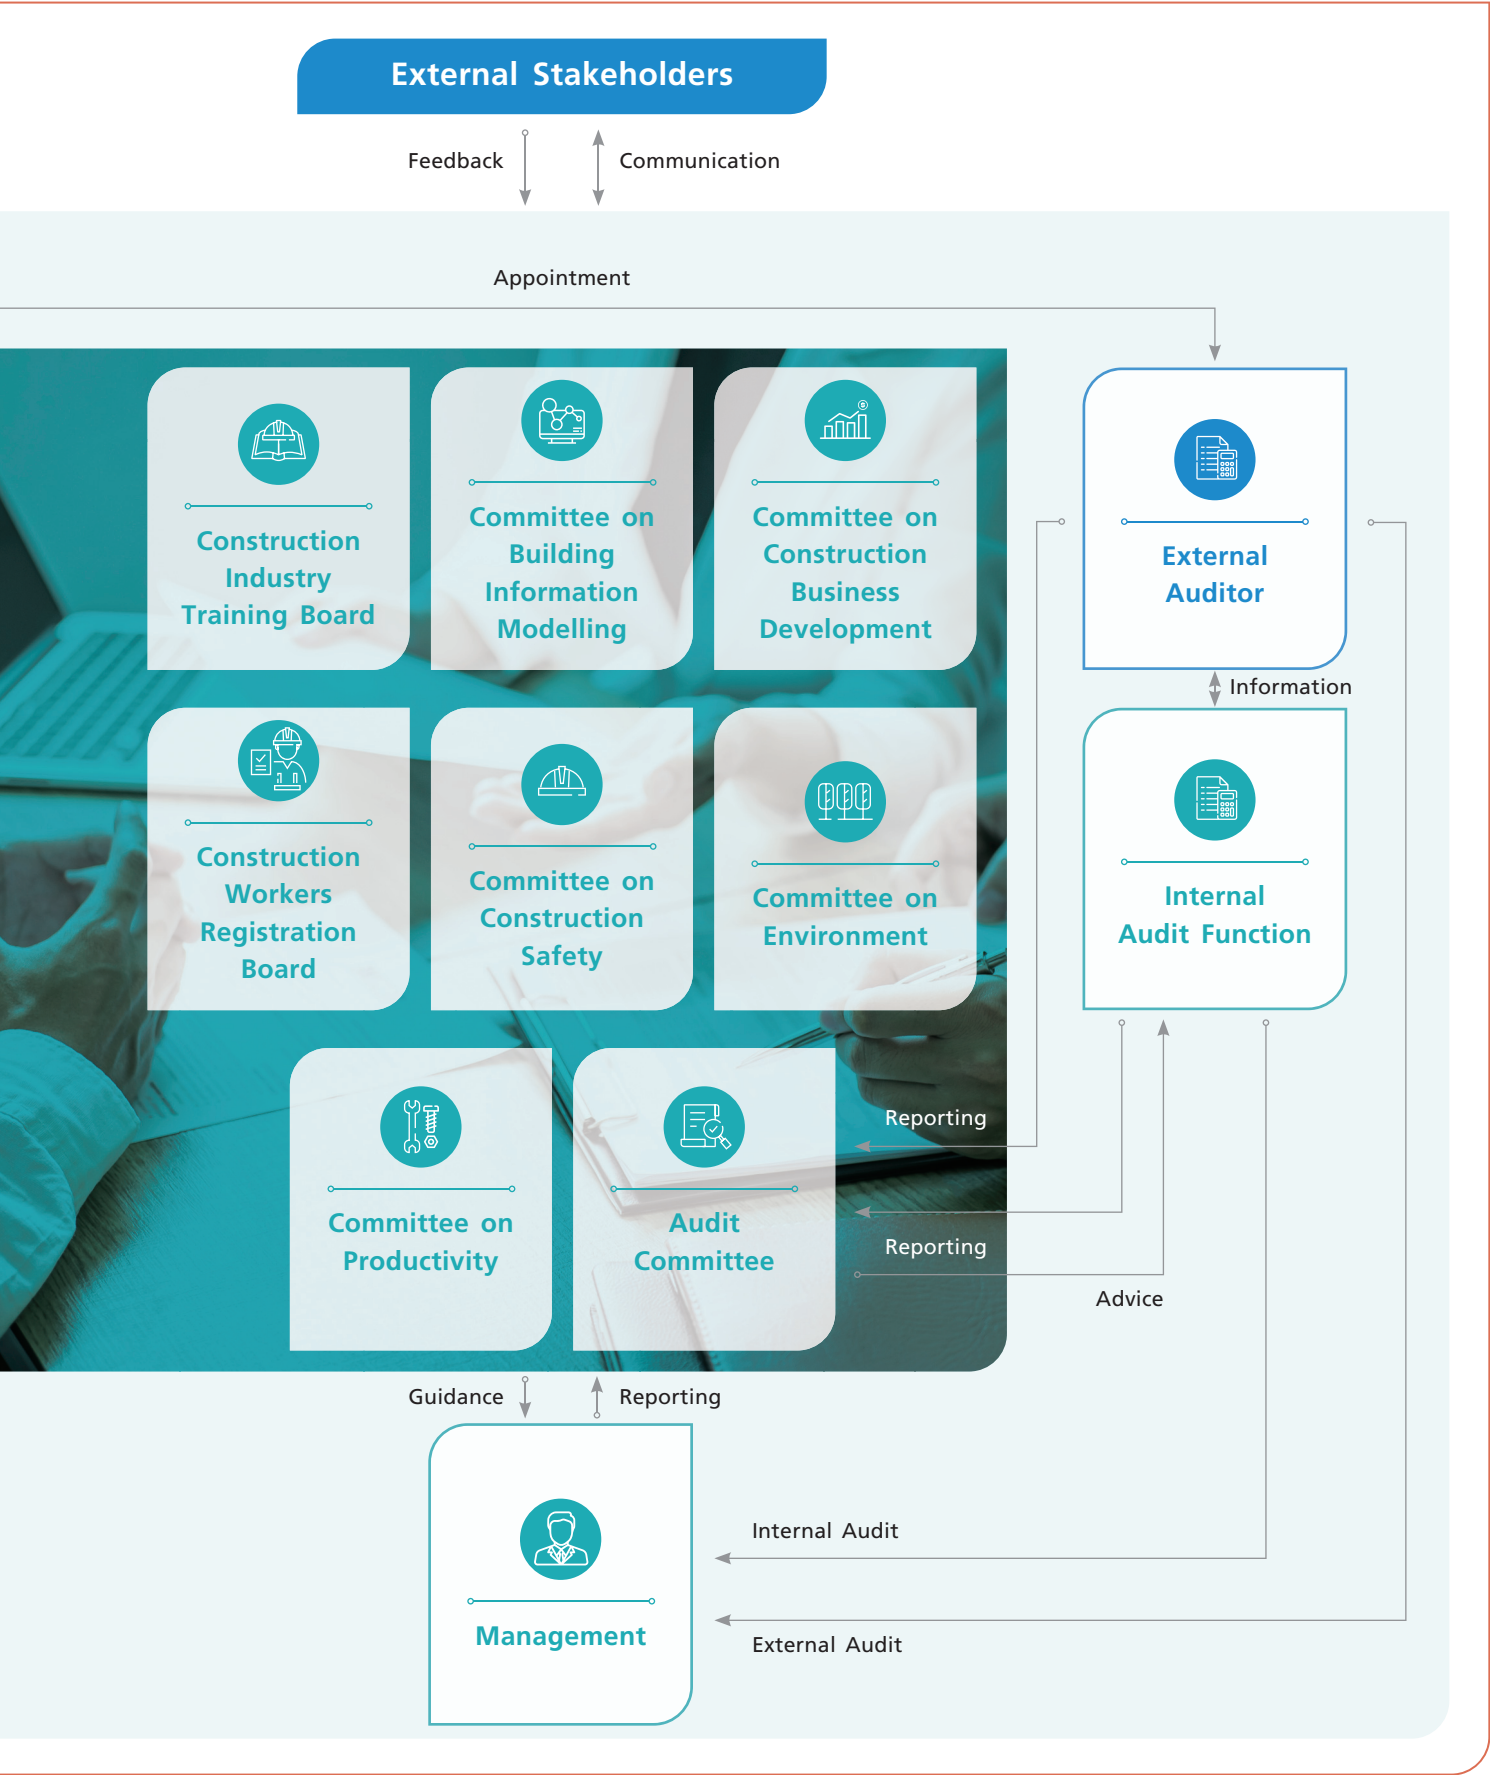 External Stakeholders
Feedback
Communication
Appointment
Construction
Industry
Training Board
Committee on
Building
Information
Modelling
Committee on
Construction
Business
Development
External
Auditor
Information
Construction
Workers
Registration
Board
Committee on
Construction
Safety
Committee on
Environment
Internal
Audit Function
Committee on
Productivity
Audit
Committee
Reporting
Reporting
Advice
Guidance
Reporting
Management
Internal Audit
External Audit